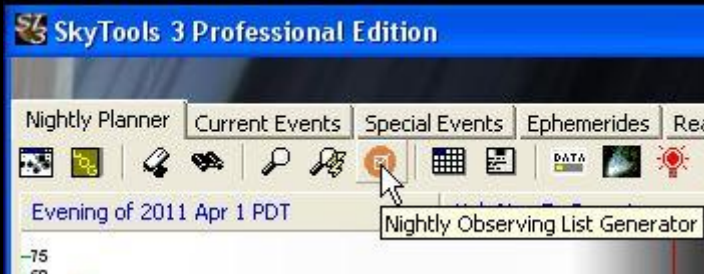 SkyTools 3 Professional Edition
Nightly Planner Current Events Special Events Ephemerides Rea
DATA
Evening of 2011 Apr 1 PDT
Nightly Observing List Generator
-75